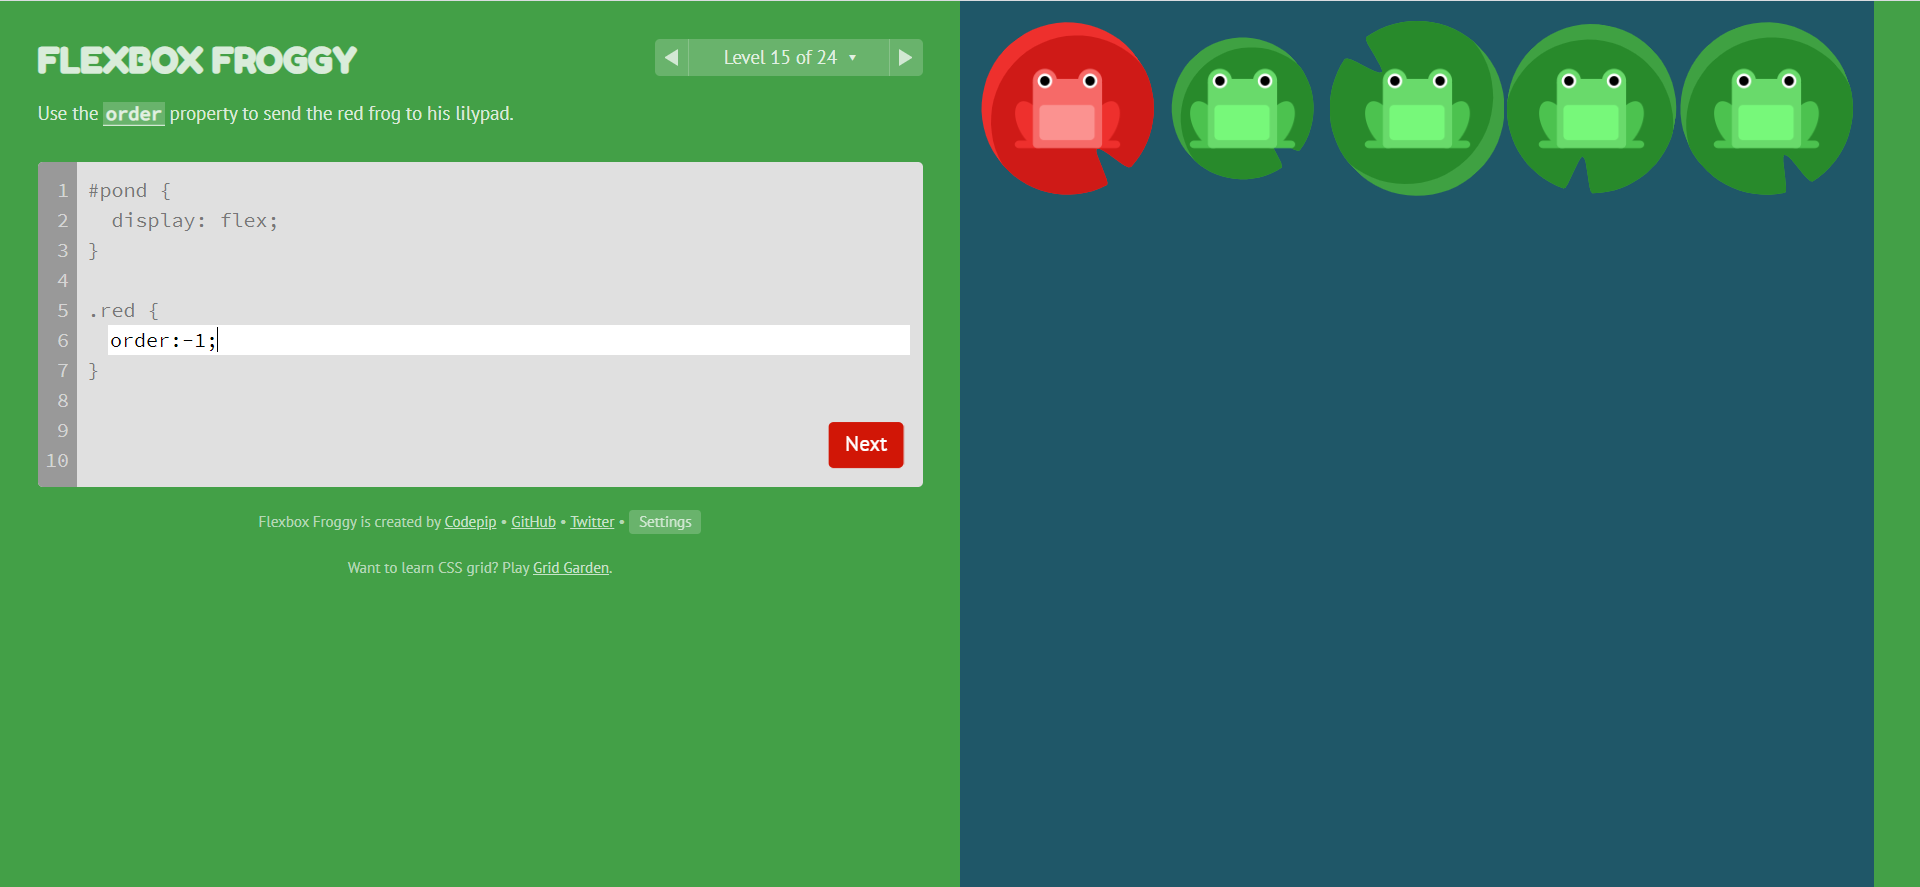 FLEXBOX FROGGY
Level 15 of 24
Use the order property to send the red frog to his lilypad.
1 #pond {
2 display: flex;
3 }
4
5 .red {
6 order:-1;
7 }
8
9
10
Next
Flexbox Froggy is created by Codepip • GitHub • Twitter • Settings
Want to learn CSS grid? Play Grid Garden.